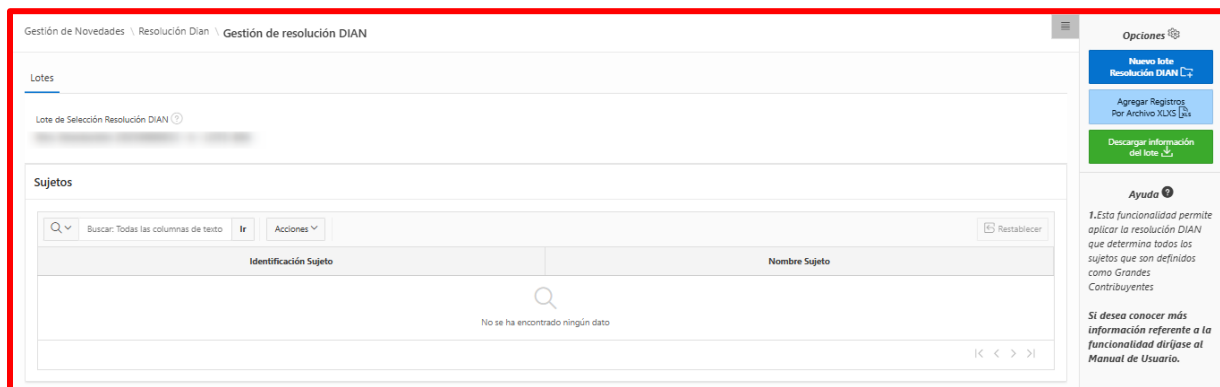 Gestión de Novedades \ Resolución Dian \ Gestión de resolución DIAN
Lotes
Lote de Selección Resolución DIAN ?
Sujetos
Buscar: Todas las columnas de texto Ir Acciones Restablecer
Identificación Sujeto Nombre Sujeto
No se ha encontrado ningún dato
Opciones
Nuevo lote
Resolución DIAN
Agregar Registros
Por Archivo XLXS XLS
Descargar información
del lote
Ayuda ?
1.Esta funcionalidad permite
aplicar la resolución DIAN
que determina todos los
sujetos que son definidos
como Grandes
Contribuyentes
Si desea conocer más
información referente a la
funcionalidad diríjase al
Manual de Usuario.